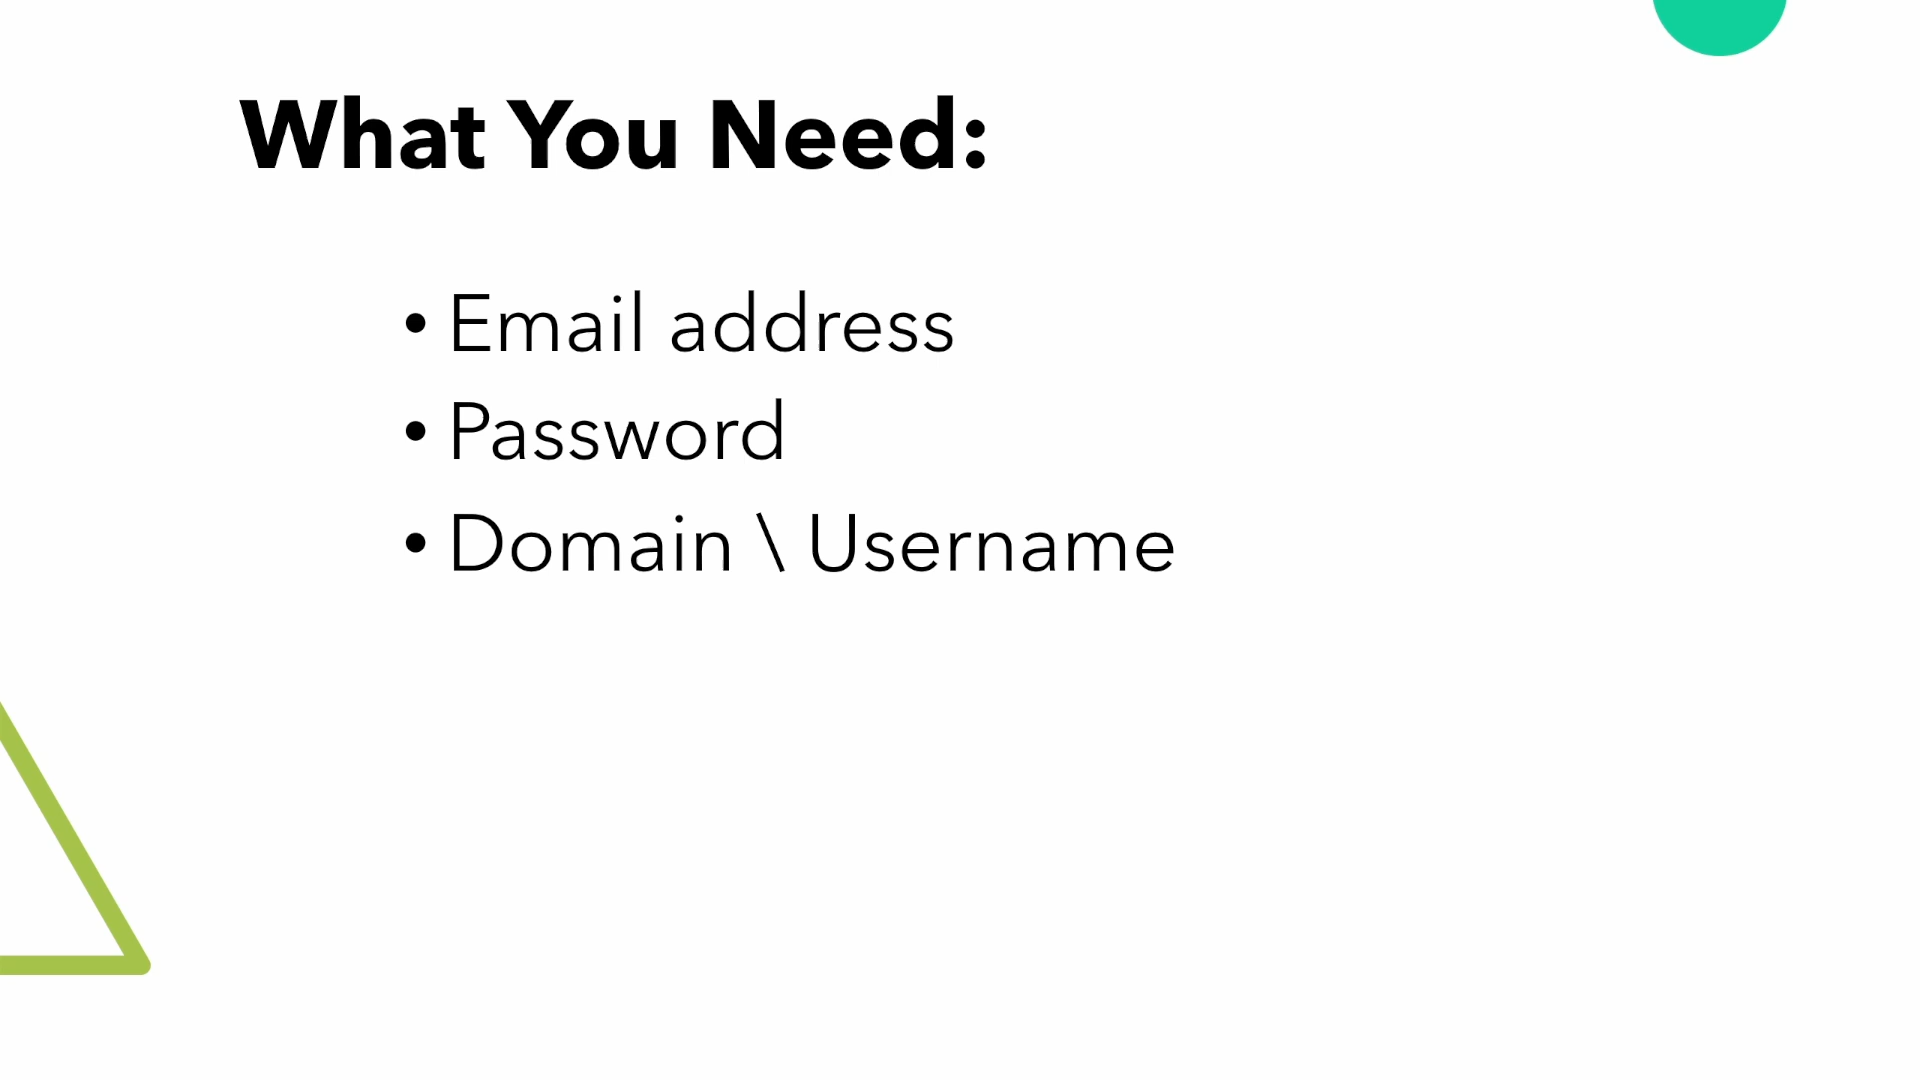 What You Need:
• Email address
• Password
• Domain \ Username